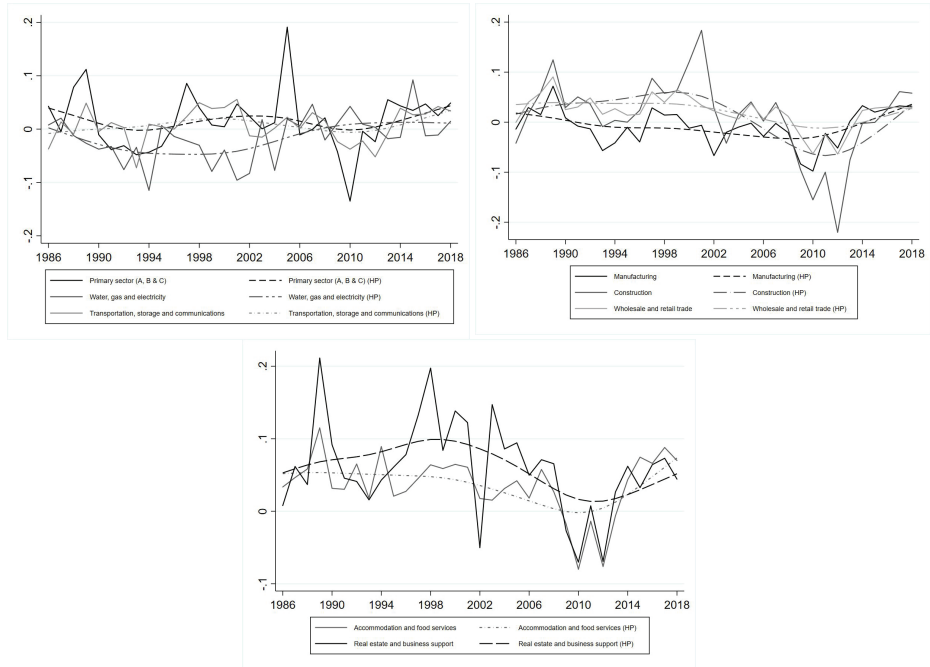 .2
.1
0
-.1
-.2
1986 1990 1994 1998 2002 2006 2010 2014 2018
Primary sector (A, B & C) Primary sector (A, B & C) (HP)
Water, gas and electricity Water, gas and electricity (HP)
Transportation, storage and communications Transportation, storage and communications (HP)
.2
.1
0
-.1
-.2
1986 1990 1994 1998 2002 2006 2010 2014 2018
Manufacturing Manufacturing (HP)
Construction Construction (HP)
Wholesale and retail trade Wholesale and retail trade (HP)
.2
.1
0
-.1
1986 1990 1994 1998 2002 2006 2010 2014 2018
Accommodation and food services Accommodation and food services (HP)
Real estate and business support Real estate and business support (HP)